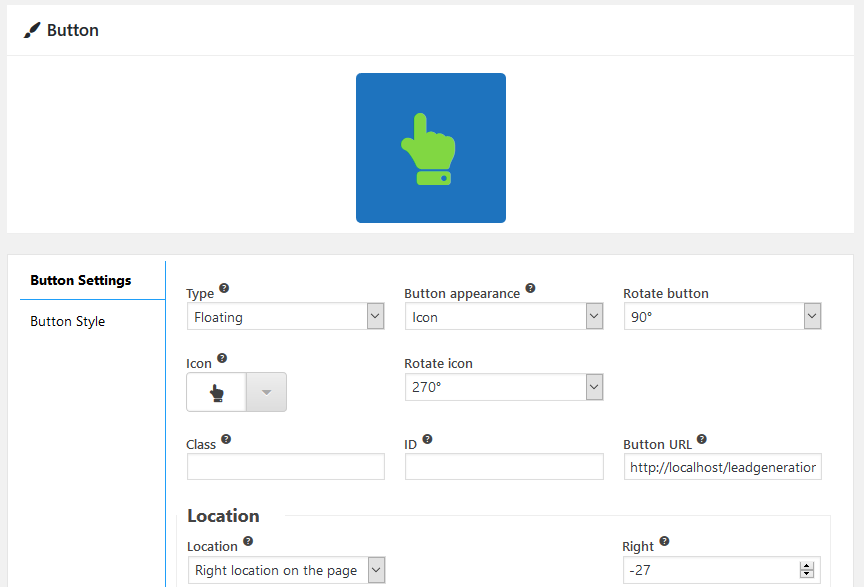 Button
Button Settings
Button Style
Type ? Button appearance ? Rotate button
Floating Icon 90°
Icon ? Rotate icon
270°
Class ? ID ? Button URL ?
http://localhost/leadgeneration
Location
Location ? Right ?
Right location on the page -27